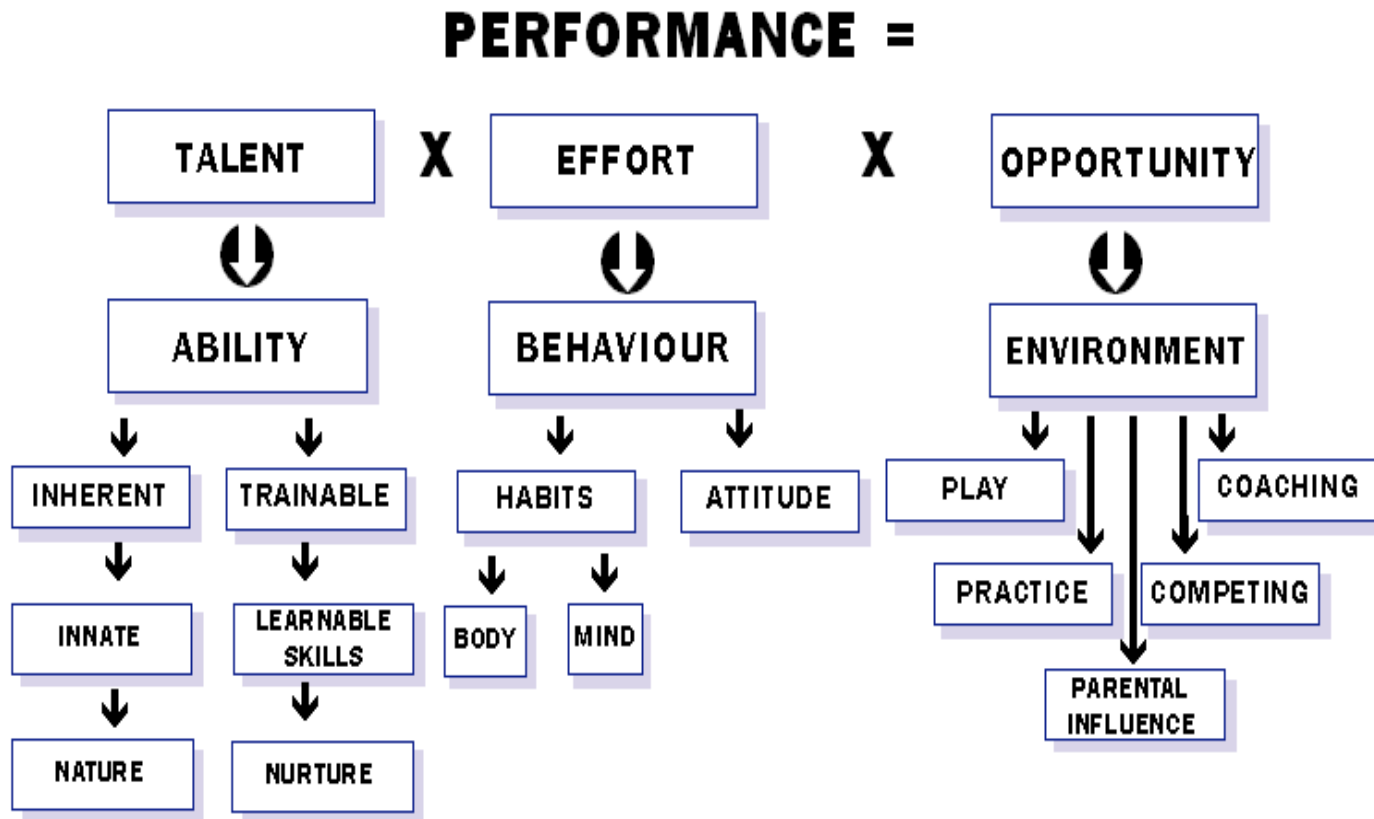 PERFORMANCE =
TALENT X EFFORT X OPPORTUNITY
ABILITY BEHAVIOUR ENVIRONMENT
INHERENT TRAINABLE HABITS ATTITUDE PLAY COACHING
INNATE LEARNABLE SKILLS BODY MIND PRACTICE COMPETING
PARENTAL
INFLUENCE
NATURE NURTURE